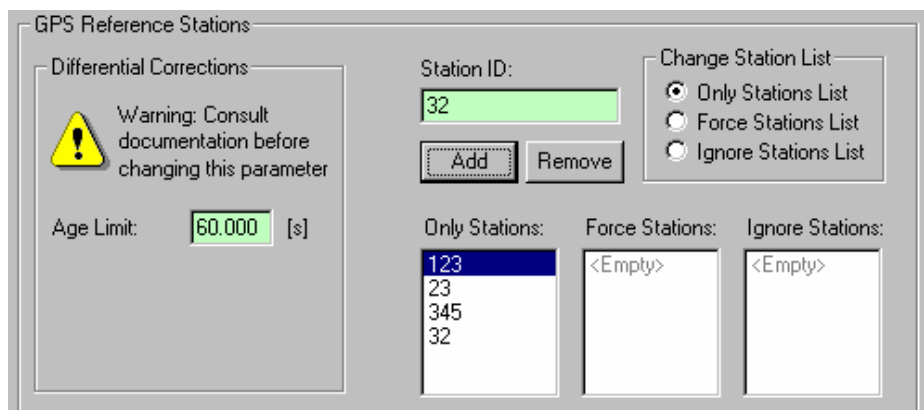 GPS Reference Stations
Differential Corrections
Warning: Consult
documentation before
changing this parameter
Age Limit: 60.000 [s]
Station ID:
32
Add Remove
Change Station List
Only Stations List
Force Stations List
Ignore Stations List
Only Stations:
123
23
345
32
Force Stations:
<Empty>
Ignore Stations:
<Empty>